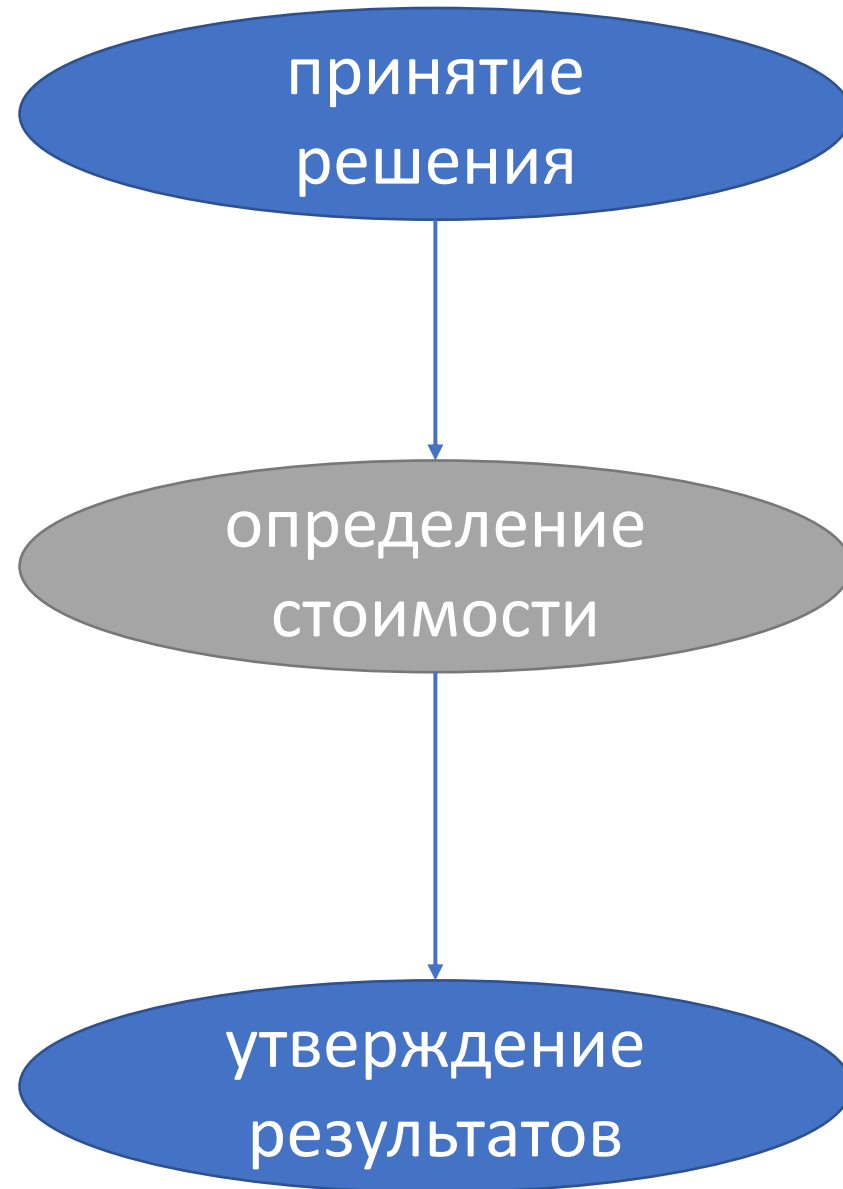 принятие
решения
определение
стоимости
утверждение
результатов